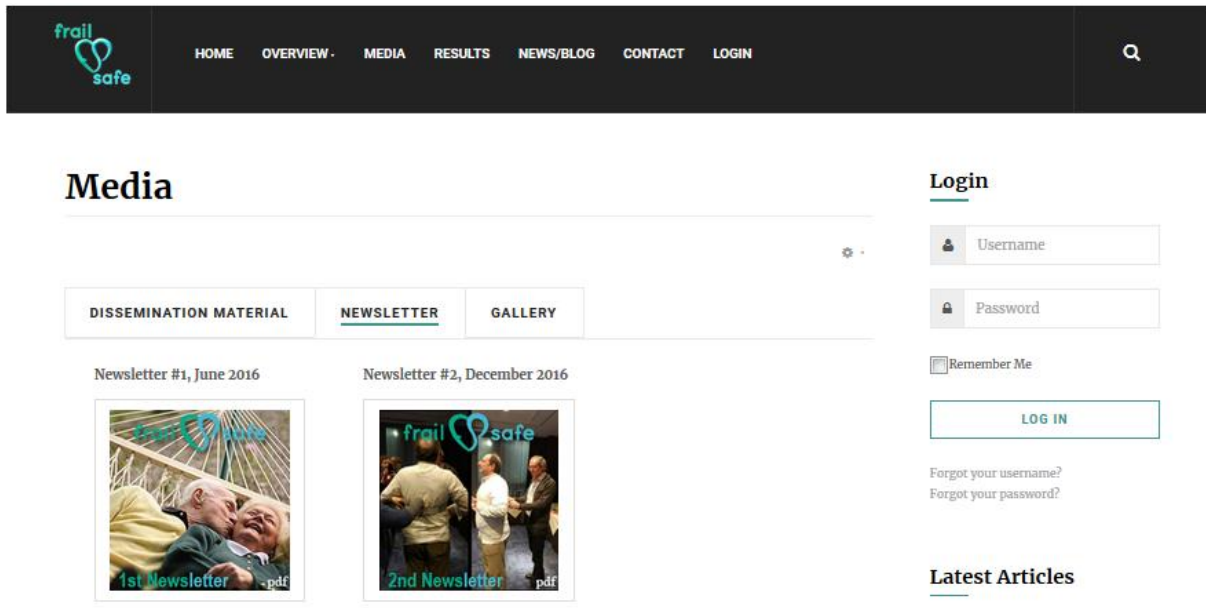 frail
safe
HOME OVERVIEW MEDIA RESULTS NEWS/BLOG CONTACT LOGIN
Media
DISSEMINATION MATERIAL NEWSLETTER GALLERY
Newsletter #1, June 2016
Newsletter #2, December 2016
frail safe
1st Newsletter
pdf
frail safe
2nd Newsletter
pdf
Login
Username
Password
Remember Me
LOG IN
Forgot your username?
Forgot your password?
Latest Articles